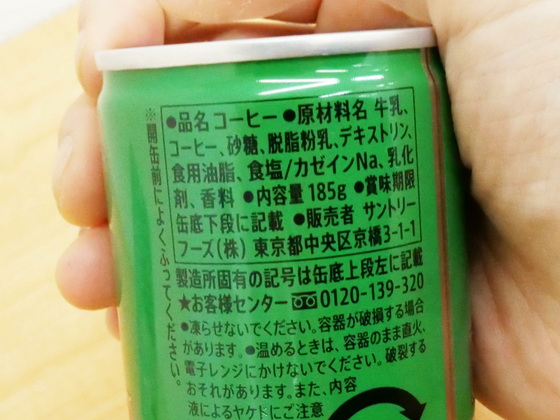 ※開缶前によくふってください。
●品名 コーヒー ●原材料名 牛乳、
コーヒー、砂糖、脱脂粉乳、デキストリン、
食用油脂、食塩/カゼインNa、乳化
剤、香料 ●内容量 185g ●賞味期限
缶底下段に記載 ●販売者 サントリー
フーズ(株) 東京都中央区京橋3-1-1
製造所固有の記号は缶底上段左に記載
★お客様センター 0120-139-320
●凍らせないでください。容器が破損する場合
があります。●温めるときは、容器のまま直火、
電子レンジにかけないでください。破裂する
おそれがあります。また、内容
液によるヤケドにご注意